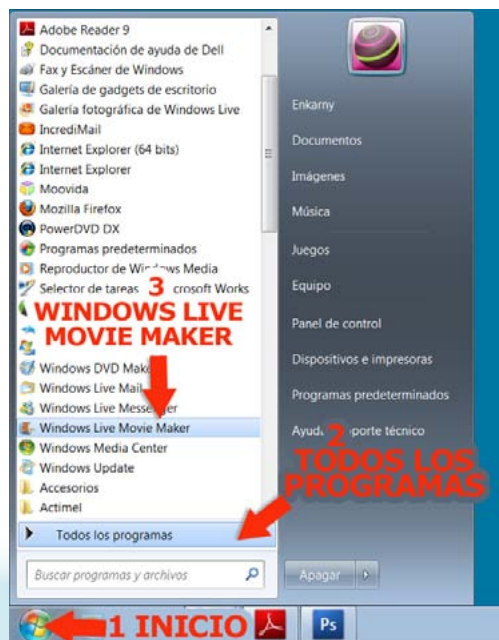 Adobe Reader 9
Documentación de ayuda de Dell
Fax y Escáner de Windows
Galería de gadgets de escritorio
Galería fotográfica de Windows Live
IncrediMail
Internet Explorer (64 bits)
Internet Explorer
Moovida
Mozilla Firefox
PowerDVD DX
Programas predeterminados
Reproductor de Windows Media
Selector de tareas crosoft Works
3
WINDOWS LIVE
MOVIE MAKER
Windows DVD Mak
Windows Live Mail
Windows Live Messenger
Windows Live Movie Maker
Windows Media Center
Windows Update
Accesorios
Actimel
Todos los programas
Buscar programas y archivos
Enkarny
Documentos
Imágenes
Música
Juegos
Equipo
Panel de control
Dispositivos e impresoras
Programas predeterminados
Ayud porte técnico
2
TODOS LOS
PROGRAMAS
Apagar
1 INICIO
Ps